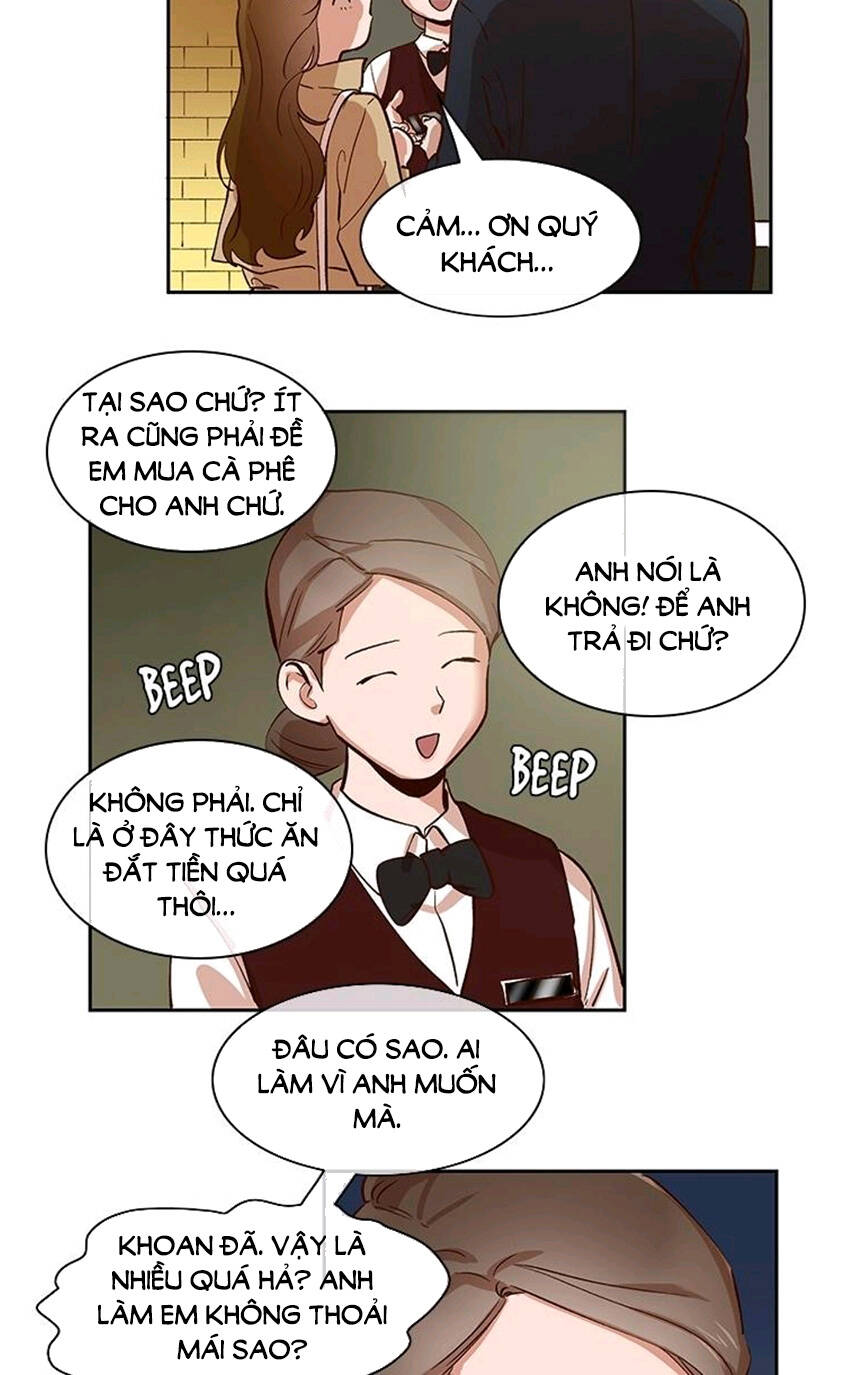 CẢM... ƠN QUÝ
KHÁCH...
TẠI SAO CHỨ? ÍT
RA CŨNG PHẢI ĐỀ
EM MUA CÀ PHÊ
CHO ANH CHỨ.
ANH NÓI LÀ
KHÔNG! ĐỂ ANH
TRẢ ĐI CHỨ?
BEEP
BEEP
KHÔNG PHẢI. CHỈ
LÀ Ở ĐÂY THỨC ĂN
ĐẮT TIỀN QUÁ
THÔI...
ĐÂU CÓ SAO. AI
LÀM VÌ ANH MUỐN
MÀ.
KHOAN ĐÃ. VẬY LÀ
NHIỀU QUÁ HẢ? ANH
LÀM EM KHÔNG THOẢI
MÁI SAO?